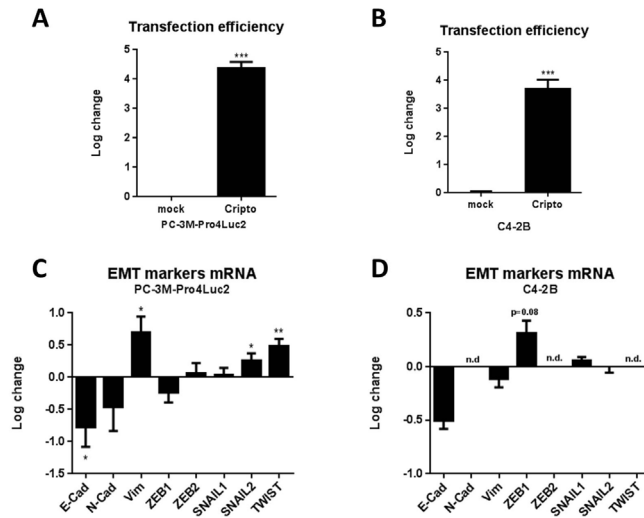 A
Transfection efficiency
Log change
5
4
3
2
1
0
***
mock
Cripto
PC-3M-Pro4Luc2
B
Transfection efficiency
Log change
5
4
3
2
1
0
***
mock
Cripto
C4-2B
C
EMT markers mRNA
PC-3M-Pro4Luc2
Log change
1.0
0.5
0.0
-0.5
-1.0
-1.5
*
*
*
**
E-Cad
N-Cad
Vim
ZEB1
ZEB2
SNAIL1
SNAIL2
TWIST
D
EMT markers mRNA
C4-2B
Log change
0.5
0.0
-0.5
-1.0
n.d
p=0.08
n.d.
n.d.
E-Cad
N-Cad
Vim
ZEB1
ZEB2
SNAIL1
SNAIL2
TWIST